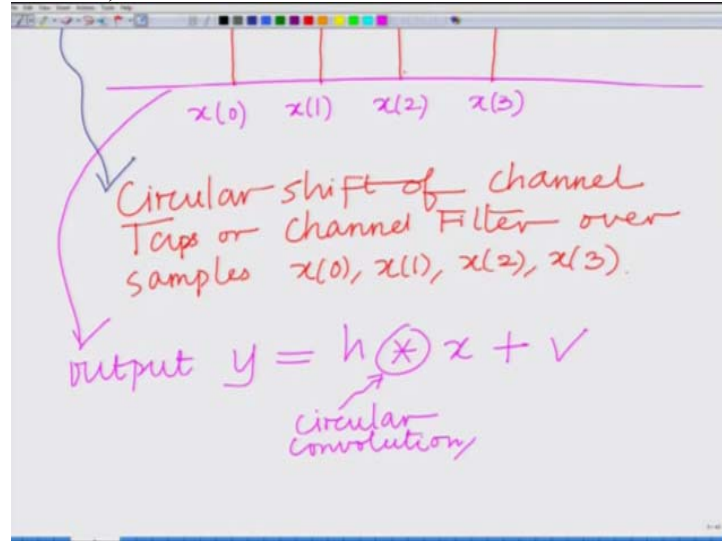 x(0) x(1) x(2) x(3)
Circular shift of channel
Taps or Channel Filter over
samples x(0), x(1), x(2), x(3).
output y = h ⊛ x + v
circular
convolution,